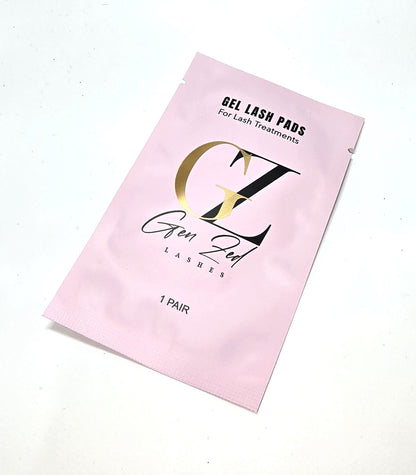 GEL LASH PADS
For Lash Treatments
GZ
Gen Zed
LASHES
1 PAIR